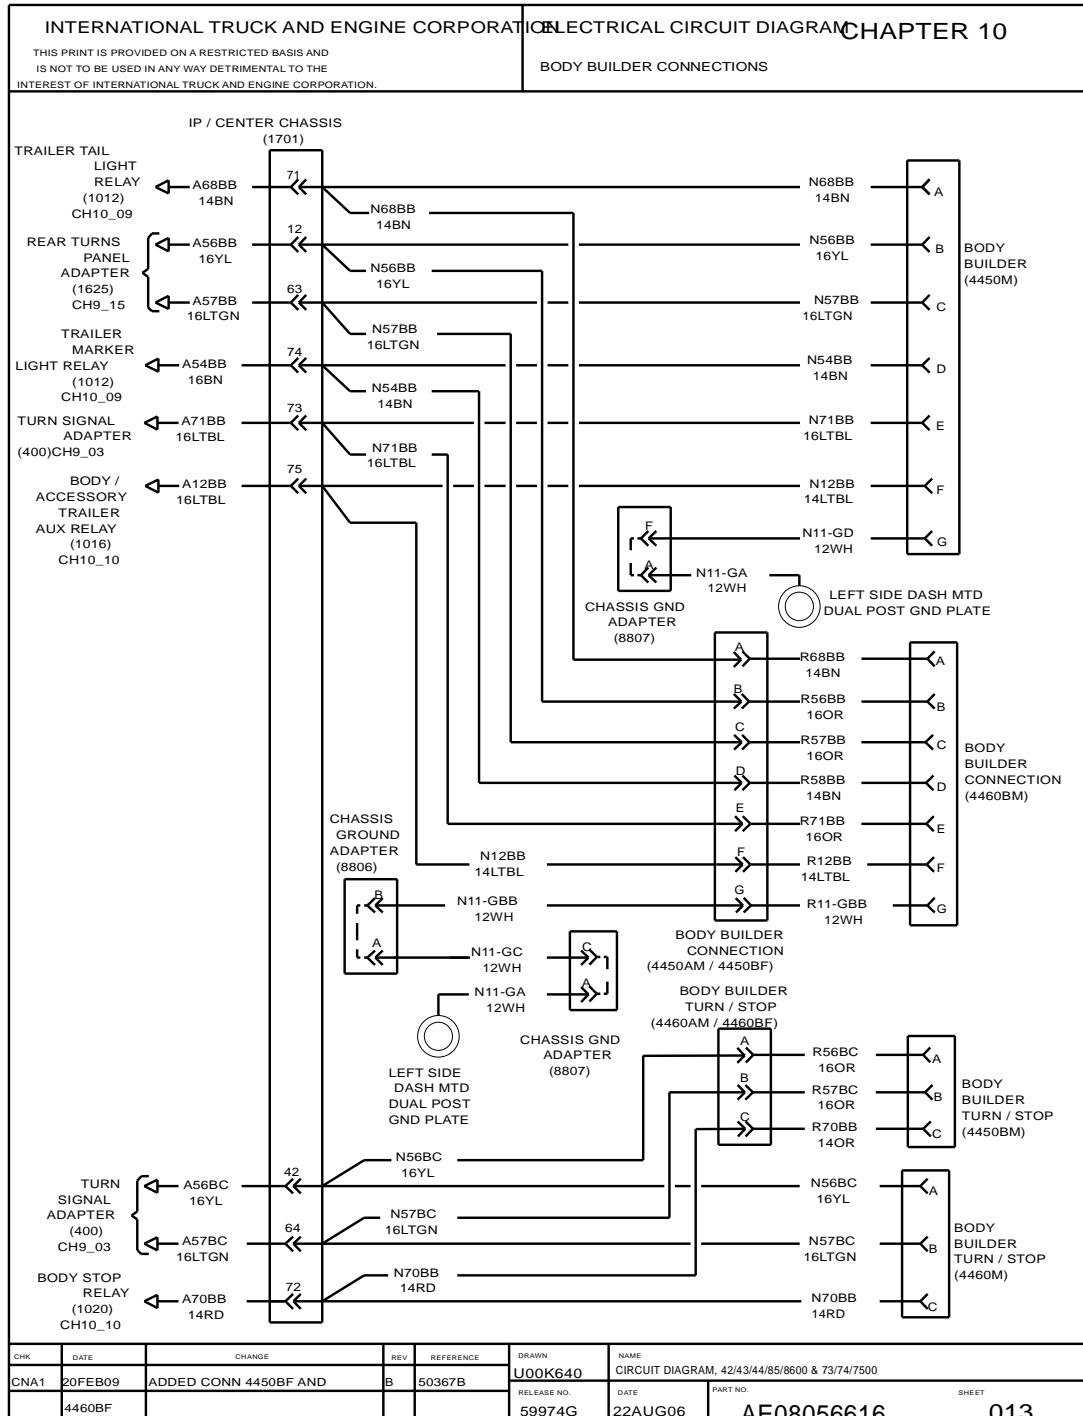 INTERNATIONAL TRUCK AND ENGINE CORPORATION
THIS PRINT IS PROVIDED ON A RESTRICTED BASIS AND
IS NOT TO BE USED IN ANY WAY DETRIMENTAL TO THE
INTEREST OF INTERNATIONAL TRUCK AND ENGINE CORPORATION.
ELECTRICAL CIRCUIT DIAGRAM
CHAPTER 10
BODY BUILDER CONNECTIONS
IP / CENTER CHASSIS
(1701)
TRAILER TAIL
LIGHT
RELAY
(1012)
CH10_09
A68BB
14BN
71
N68BB
14BN
N68BB
14BN
A
REAR TURNS
PANEL
ADAPTER
(1625)
CH9_15
A56BB
16YL
12
N56BB
16YL
N56BB
16YL
B
BODY
BUILDER
(4450M)
A57BB
16LTGN
63
N57BB
16LTGN
N57BB
16LTGN
C
TRAILER
MARKER
LIGHT RELAY
(1012)
CH10_09
A54BB
16BN
74
N54BB
14BN
N54BB
14BN
D
TURN SIGNAL
ADAPTER
(400)CH9_03
A71BB
16LTBL
73
N71BB
16LTBL
N71BB
16LTBL
E
BODY /
ACCESSORY
TRAILER
AUX RELAY
(1016)
CH10_10
A12BB
16LTBL
75
N12BB
14LTBL
F
F
N11-GD
12WH
G
A
N11-GA
12WH
CHASSIS GND
ADAPTER
(8807)
LEFT SIDE DASH MTD
DUAL POST GND PLATE
A
R68BB
14BN
A
B
R56BB
16OR
B
C
R57BB
16OR
C
BODY
BUILDER
CONNECTION
(4460BM)
D
R58BB
14BN
D
E
R71BB
16OR
E
CHASSIS
GROUND
ADAPTER
(8806)
N12BB
14LTBL
F
R12BB
14LTBL
F
B
N11-GBB
12WH
G
R11-GBB
12WH
G
BODY BUILDER
CONNECTION
(4450AM / 4450BF)
A
N11-GC
12WH
C
N11-GA
12WH
A
BODY BUILDER
TURN / STOP
(4460AM / 4460BF)
CHASSIS GND
ADAPTER
(8807)
LEFT SIDE
DASH MTD
DUAL POST
GND PLATE
A
R56BC
16OR
A
B
R57BC
16OR
B
C
R70BB
14OR
C
BODY
BUILDER
TURN / STOP
(4450BM)
TURN
SIGNAL
ADAPTER
(400)
CH9_03
A56BC
16YL
42
N56BC
16YL
N56BC
16YL
A
A57BC
16LTGN
64
N57BC
16LTGN
N57BC
16LTGN
B
BODY
BUILDER
TURN / STOP
(4460M)
BODY STOP
RELAY
(1020)
CH10_10
A70BB
14RD
72
N70BB
14RD
N70BB
14RD
C
CHK DATE CHANGE REV REFERENCE
CNA1 20FEB09 ADDED CONN 4450BF AND B 50367B
4460BF
DRAWN
U00K640
NAME
CIRCUIT DIAGRAM, 42/43/44/85/8600 & 73/74/7500
RELEASE NO.
59974G
DATE
22AUG06
PART NO.
AE08056616
SHEET
013